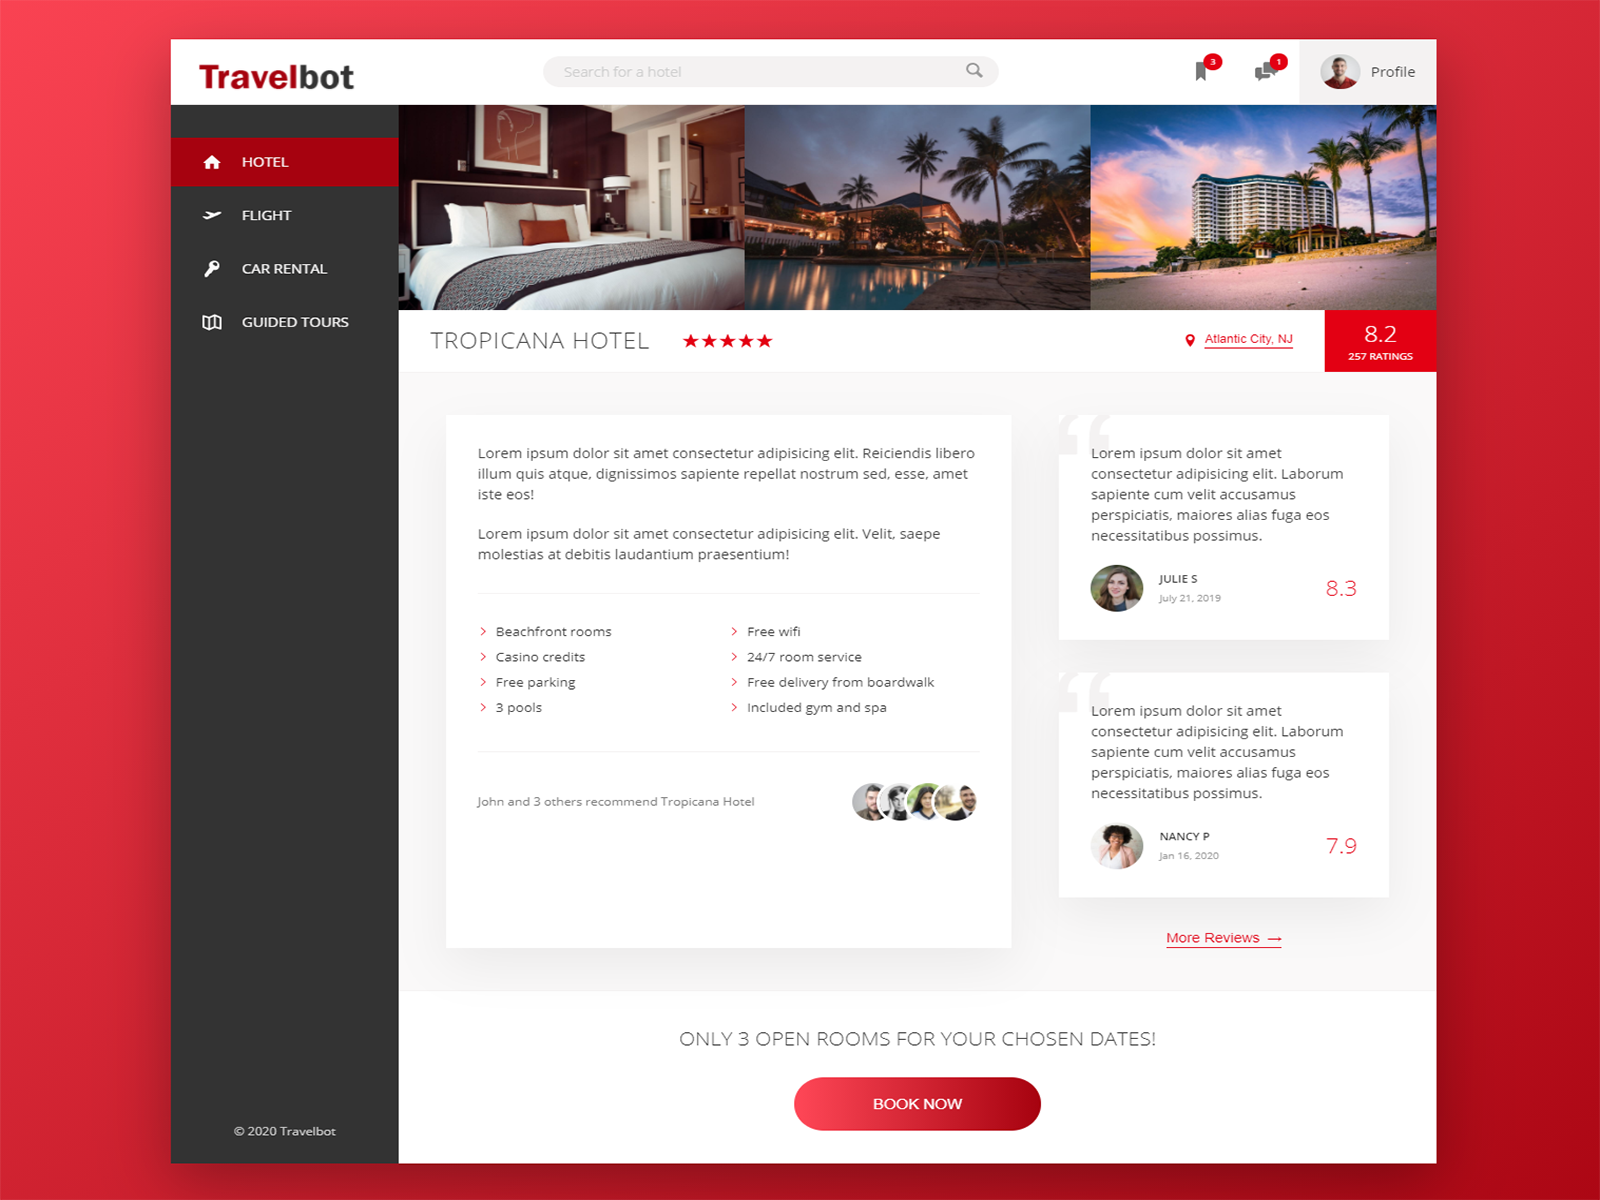 Travelbot
Search for a hotel
3
1
Profile
HOTEL
FLIGHT
CAR RENTAL
GUIDED TOURS
TROPICANA HOTEL
Atlantic City, NJ
8.2
257 RATINGS
Lorem ipsum dolor sit amet consectetur adipisicing elit. Reiciendis libero
illum quis atque, dignissimos sapiente repellat nostrum sed, esse, amet
iste eos!
Lorem ipsum dolor sit amet consectetur adipisicing elit. Velit, saepe
molestias at debitis laudantium praesentium!
Beachfront rooms
Casino credits
Free parking
3 pools
Free wifi
24/7 room service
Free delivery from boardwalk
Included gym and spa
John and 3 others recommend Tropicana Hotel
“
Lorem ipsum dolor sit amet
consectetur adipisicing elit. Laborum
sapiente cum velit accusamus
perspiciatis, maiores alias fuga eos
necessitatibus possimus.
JULIE S
July 21, 2019
8.3
“
Lorem ipsum dolor sit amet
consectetur adipisicing elit. Laborum
sapiente cum velit accusamus
perspiciatis, maiores alias fuga eos
necessitatibus possimus.
NANCY P
Jan 16, 2020
7.9
More Reviews →
ONLY 3 OPEN ROOMS FOR YOUR CHOSEN DATES!
BOOK NOW
© 2020 Travelbot